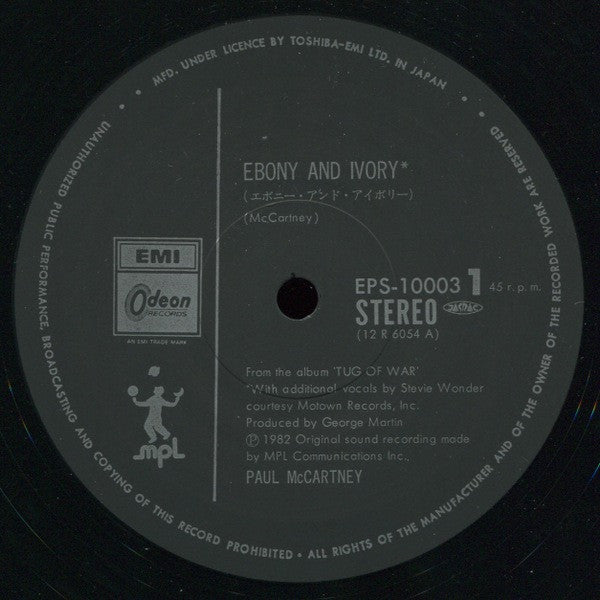 MFD. UNDER LICENCE BY TOSHIBA-EMI LTD. IN JAPAN
UNAUTHORIZED PUBLIC PERFORMANCE, BROADCASTING AND COPYING OF THIS RECORD PROHIBITED • ALL RIGHTS OF THE MANUFACTURER AND OF THE OWNER OF THE RECORDED WORK ARE RESERVED
EBONY AND IVORY*
(エボニー・アンド・アイボリー)
(McCartney)
EMI
Odeon
RECORDS
AN EMI TRADE MARK
EPS-10003 1 45 r.p.m.
STEREO JASRAC
(12 R 6054 A)
From the album 'TUG OF WAR'
*With additional vocals by Stevie Wonder
courtesy Motown Records, Inc.
Produced by George Martin
℗ 1982 Original sound recording made
by MPL Communications Inc.,
PAUL McCARTNEY
mpl